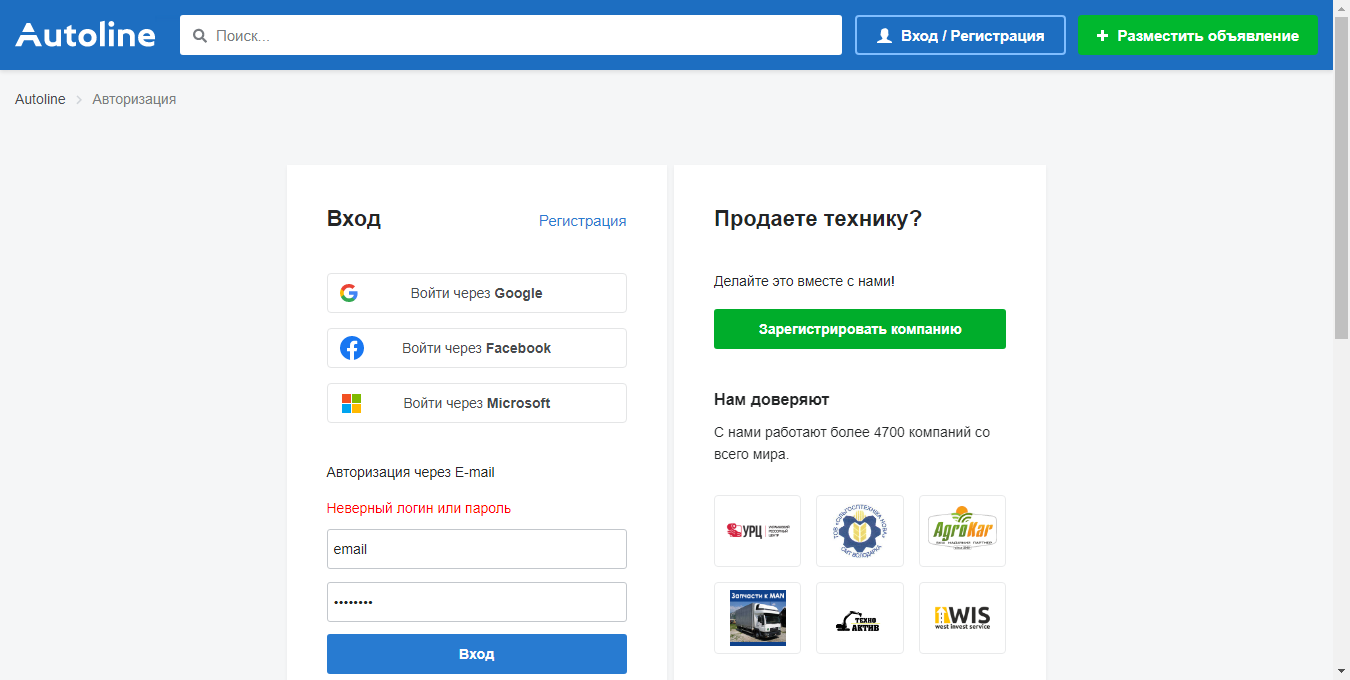 Autoline
Поиск...
Вход / Регистрация
Разместить объявление
Autoline
Авторизация
Вход
Регистрация
Войти через Google
Войти через Facebook
Войти через Microsoft
Авторизация через E-mail
Неверный логин или пароль
email
••••••••
Вход
Продаете технику?
Делайте это вместе с нами!
Зарегистрировать компанию
Нам доверяют
С нами работают более 4700 компаний со
всего мира.
УРЦ
AgroKar
Запчасти к MAN
ТЕХНО
АКТИВ
WIS
west invest service